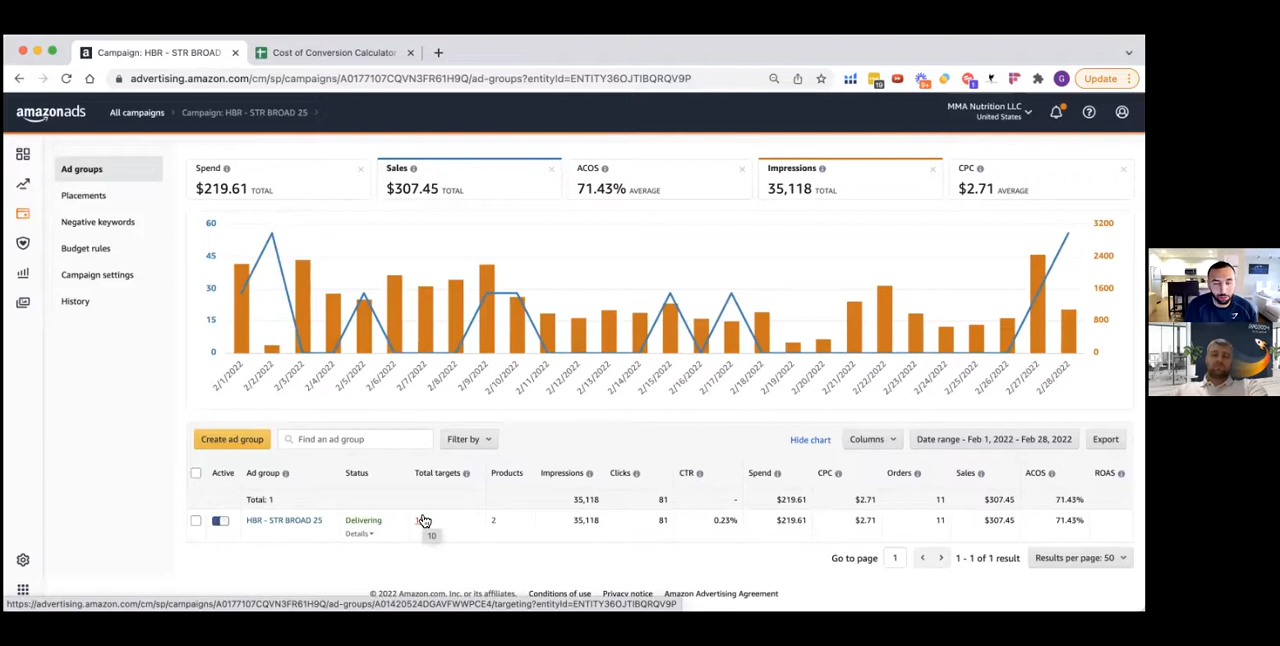 Campaign: HBR - STR BROAD
Cost of Conversion Calculator
advertising.amazon.com/cm/sp/campaigns/A0177107CQVN3FR61H9Q/ad-groups?entityId=ENTITY36OJTIBQRQV9P
19
9+
1
G
Update
amazonads
All campaigns
Campaign: HBR - STR BROAD 25
MMA Nutrition LLC
United States
Ad groups
Placements
Negative keywords
Budget rules
Campaign settings
History
Spend
$219.61 TOTAL
Sales
$307.45 TOTAL
ACOS
71.43% AVERAGE
Impressions
35,118 TOTAL
CPC
$2.71 AVERAGE
60
45
30
15
0
3200
2400
1600
800
0
2/1/2022
2/2/2022
2/3/2022
2/4/2022
2/5/2022
2/6/2022
2/7/2022
2/8/2022
2/9/2022
2/10/2022
2/11/2022
2/12/2022
2/13/2022
2/14/2022
2/15/2022
2/16/2022
2/17/2022
2/18/2022
2/19/2022
2/20/2022
2/21/2022
2/22/2022
2/23/2022
2/24/2022
2/25/2022
2/26/2022
2/27/2022
2/28/2022
Create ad group
Find an ad group
Filter by
Hide chart
Columns
Date range - Feb 1, 2022 - Feb 28, 2022
Export
Active Ad group Status Total targets Products Impressions Clicks CTR Spend CPC Orders Sales ACOS ROAS
Total: 1 35,118 81 - $219.61 $2.71 11 $307.45 71.43%
HBR - STR BROAD 25 Delivering 2 35,118 81 0.23% $219.61 $2.71 11 $307.45 71.43%
Details
10
Go to page 1 1 - 1 of 1 result Results per page: 50
© 2022 Amazon.com, Inc. or its affiliates. Conditions of use Privacy notice Amazon Advertising Agreement
https://advertising.amazon.com/cm/sp/campaigns/A0177107CQVN3FR61H9Q/ad-groups/A01420524DGAVFWWPCE4/targeting?entityId=ENTITY36OJTIBQRQV9P